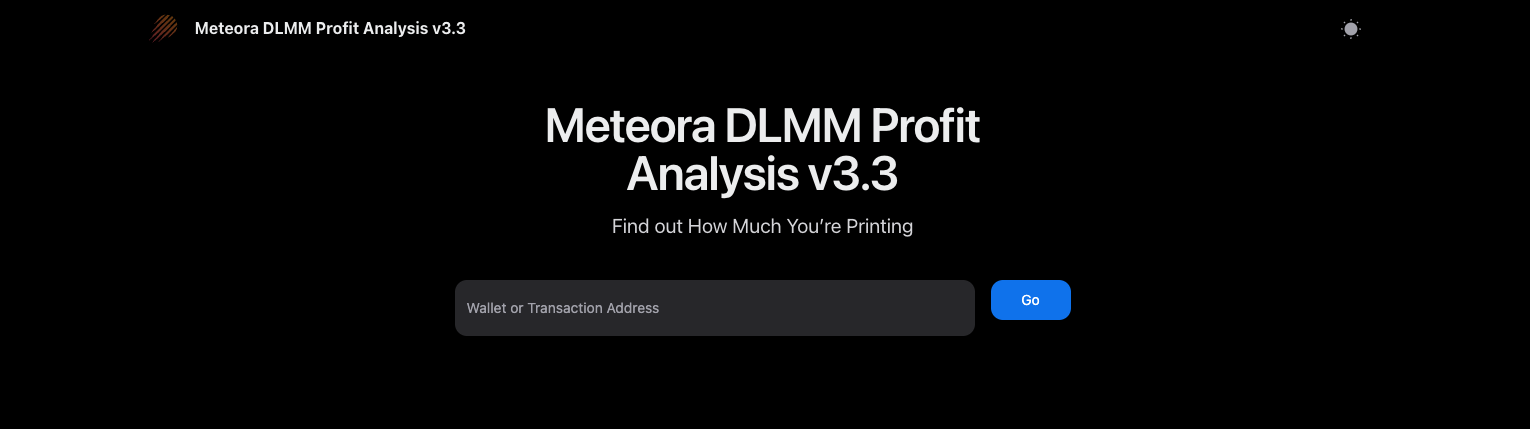 Meteora DLMM Profit Analysis v3.3
Meteora DLMM Profit
Analysis v3.3
Find out How Much You’re Printing
Wallet or Transaction Address
Go